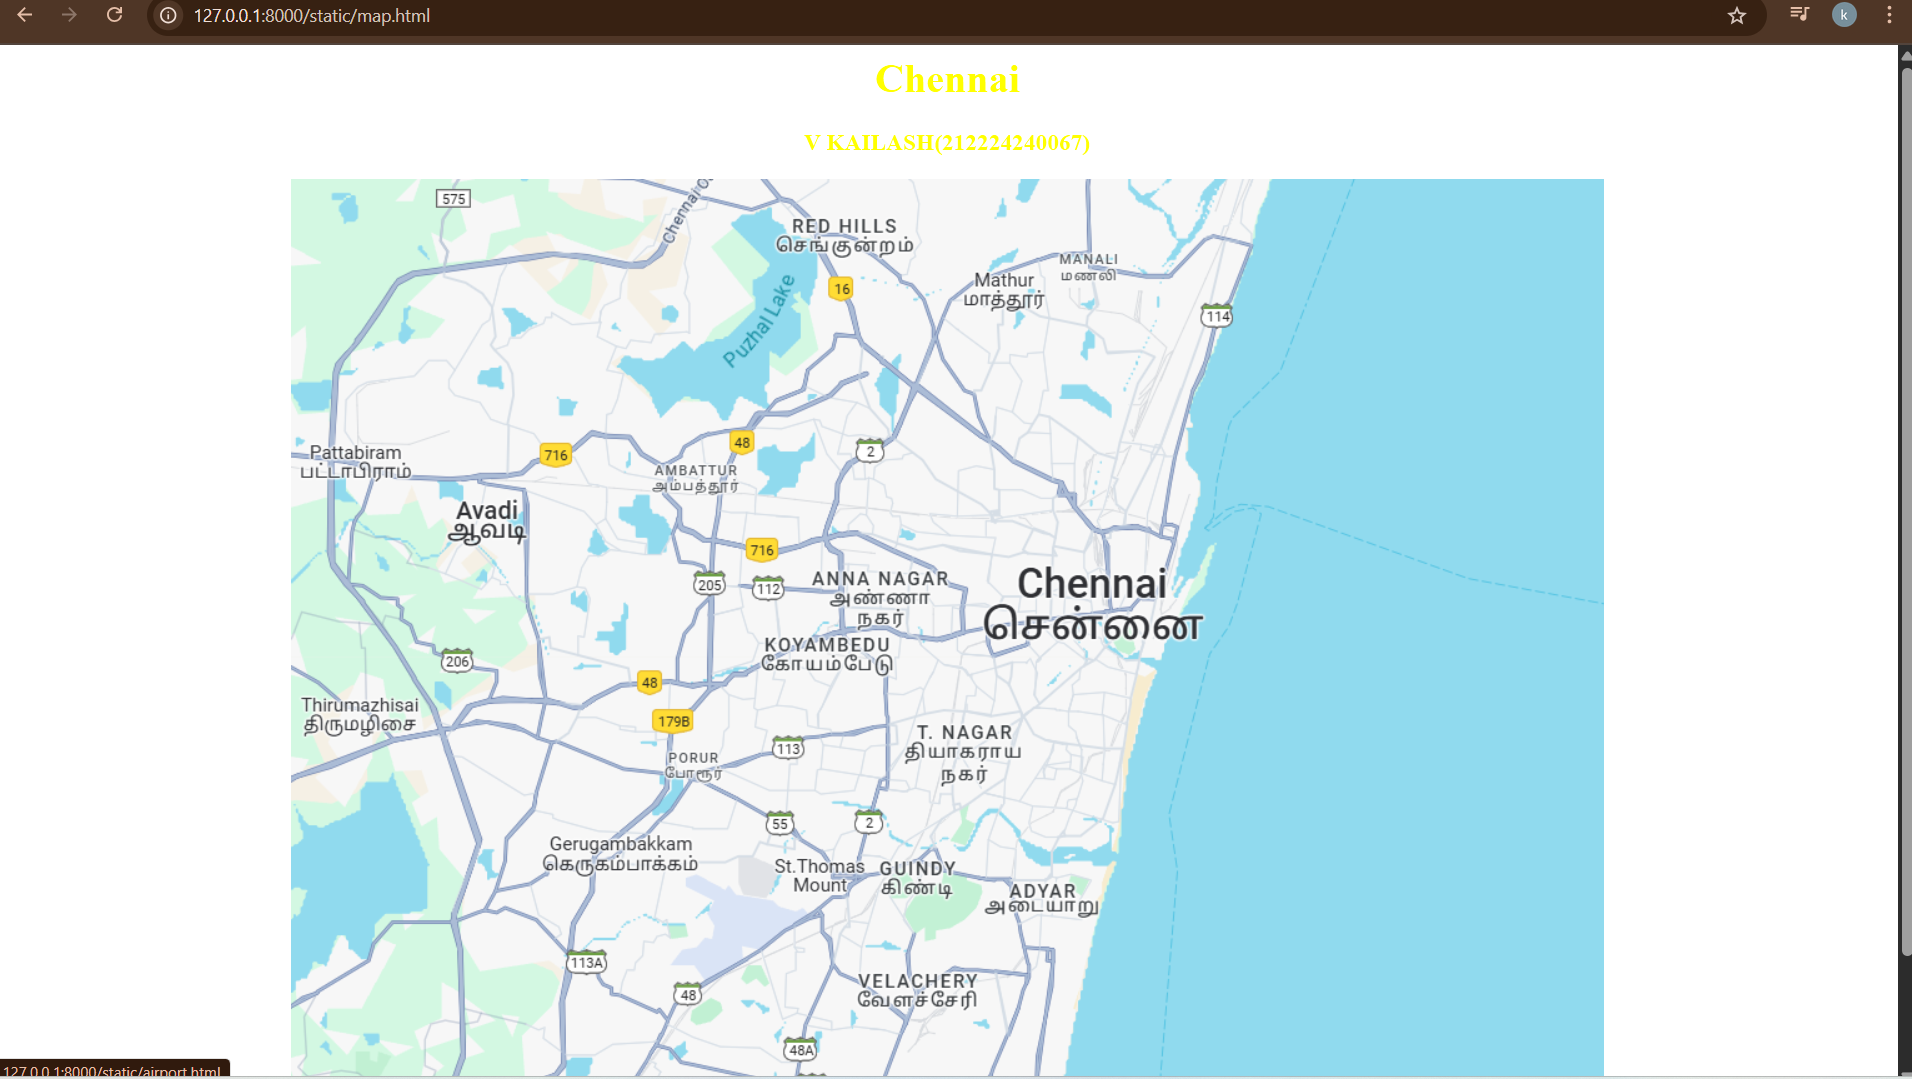 127.0.0.1:8000/static/map.html
k
Chennai
V KAILASH(212224240067)
575
Chennai
RED HILLS
செங்குன்றம்
MANALI
மணலி
Mathur
மாத்தூர்
16
114
Puzhal Lake
48
2
716
Pattabiram
பட்டாபிராம்
AMBATTUR
அம்பத்தூர்
Avadi
ஆவடி
716
205
112
ANNA NAGAR
அண்ணா
நகர்
Chennai
சென்னை
KOYAMBEDU
கோயம்பேடு
206
48
Thirumazhisai
திருமழிசை
179B
T. NAGAR
தியாகராய
நகர்
113
PORUR
போரூர்
55
2
Gerugambakkam
கெருகம்பாக்கம்
St.Thomas
Mount
GUINDY
கிண்டி
ADYAR
அடையாறு
113A
VELACHERY
வேளச்சேரி
48
48A
127.0.0.1:8000/static/airport.html